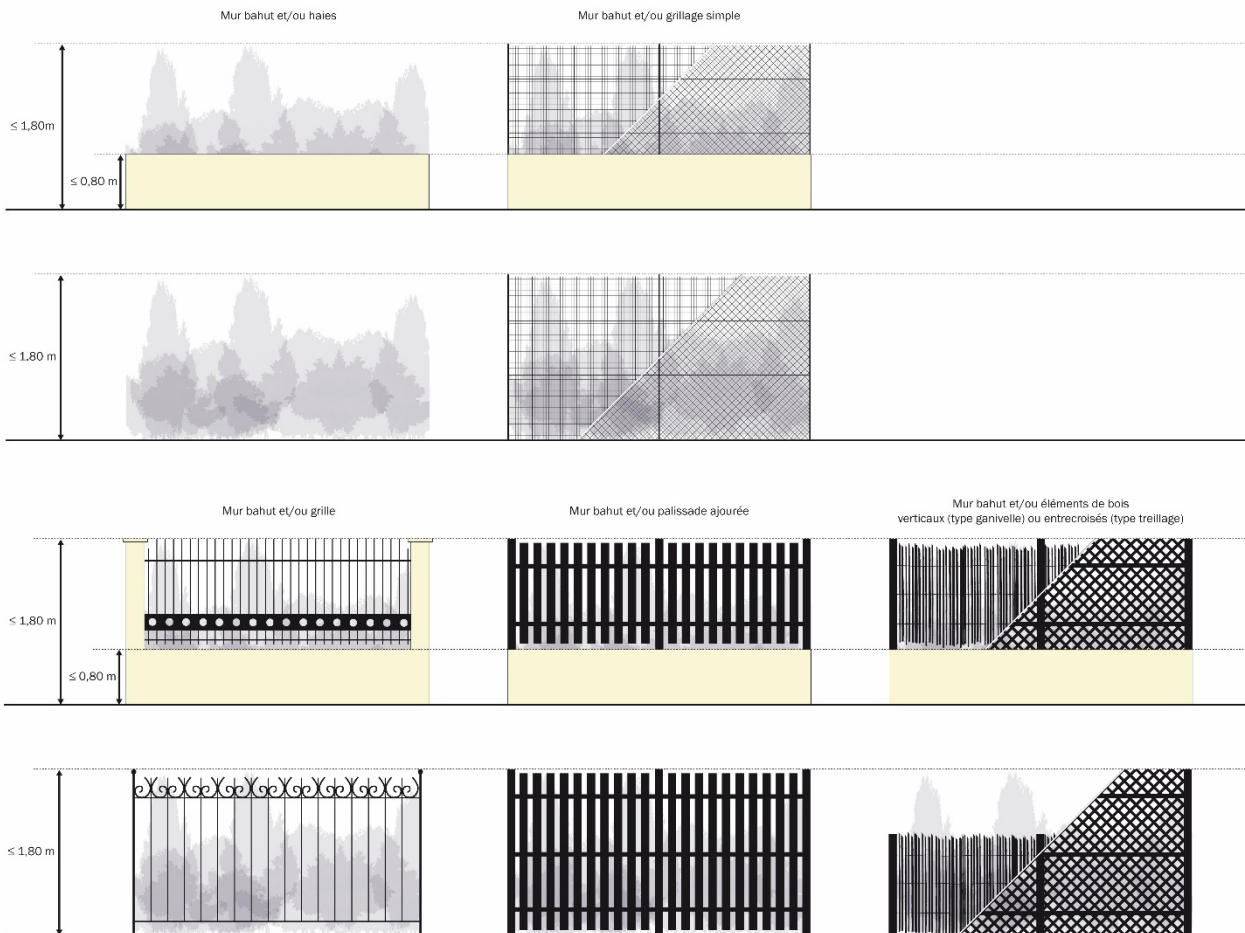 Mur bahut et/ou haies
Mur bahut et/ou grillage simple
≤ 1,80m
≤ 0,80 m
≤ 1,80 m
Mur bahut et/ou grille
Mur bahut et/ou palissade ajourée
Mur bahut et/ou éléments de bois
verticaux (type ganivelle) ou entrecroisés (type treillage)
≤ 1,80 m
≤ 0,80 m
≤ 1,80 m